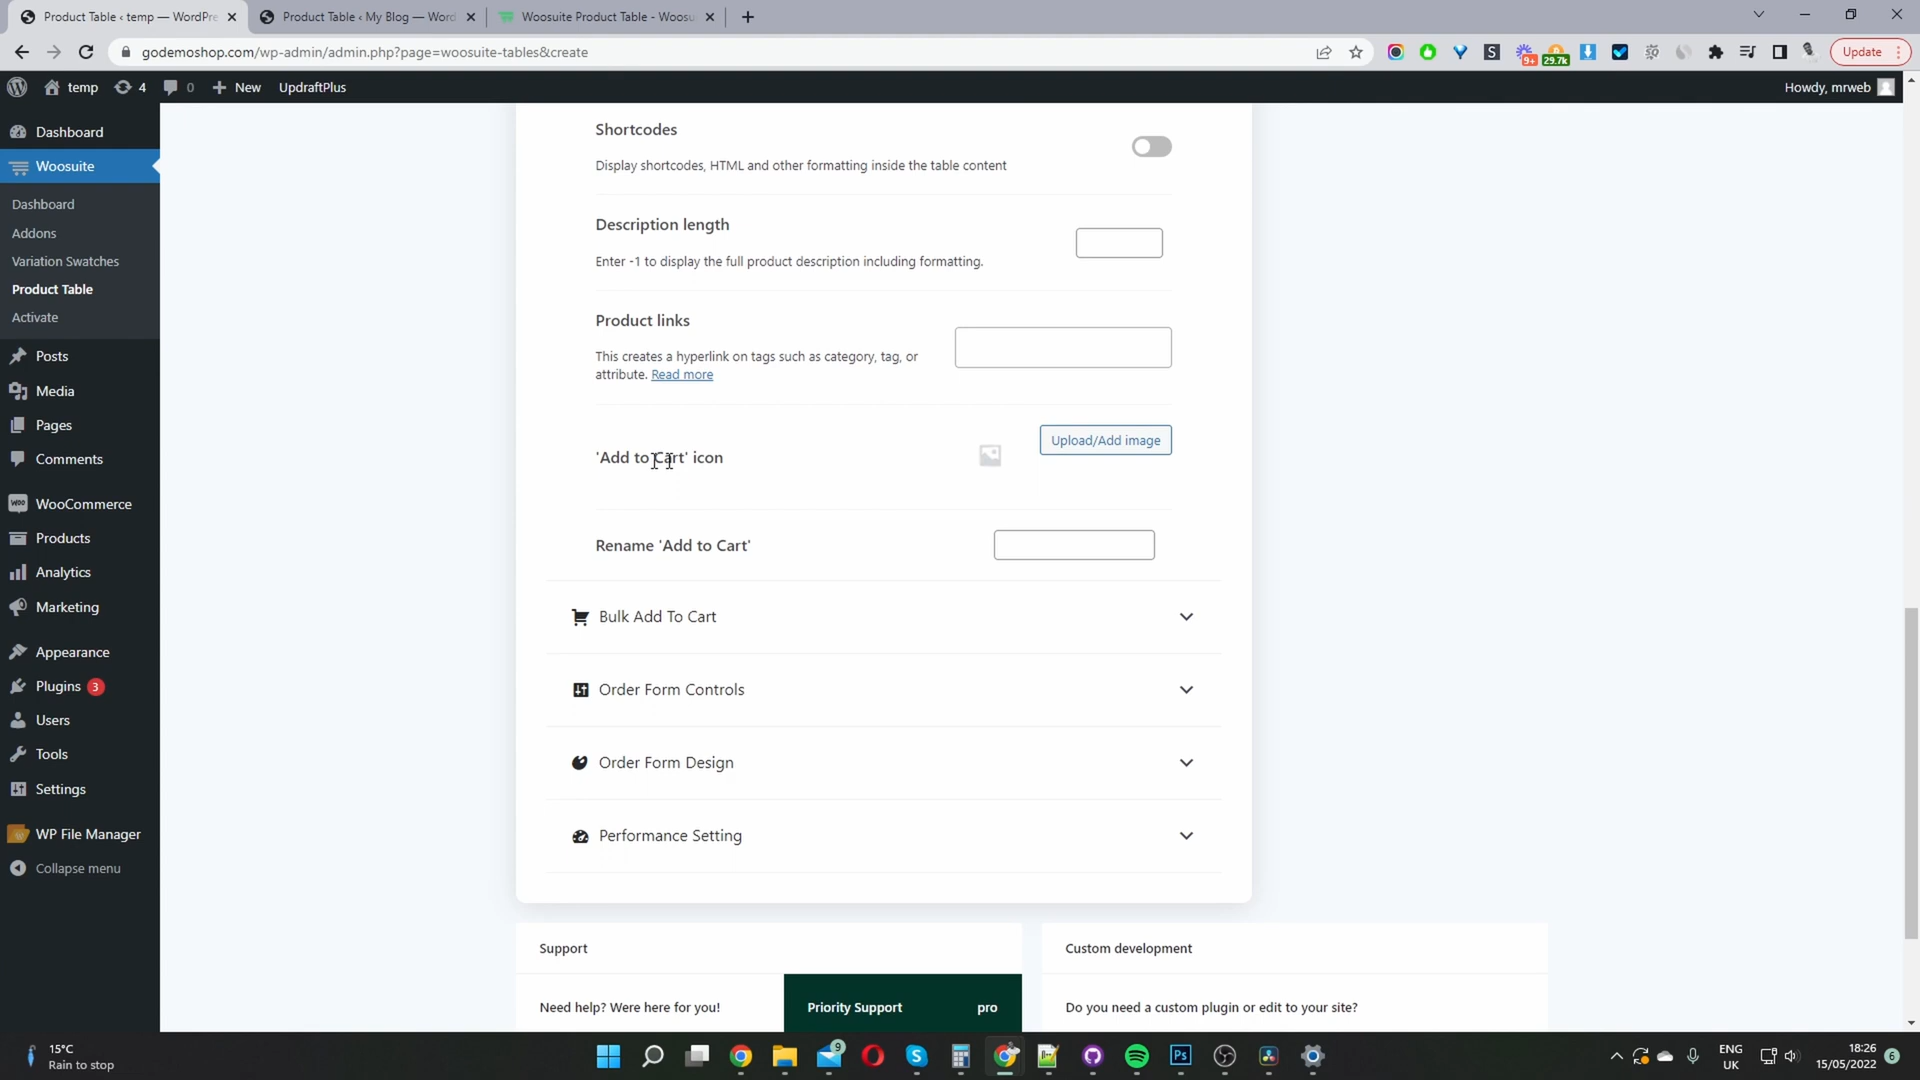 Product Table ‹ temp — WordPre
Product Table ‹ My Blog — Word
Woosuite Product Table - Woosu
godemoshop.com/wp-admin/admin.php?page=woosuite-tables&create
9+
29.7k
Update
temp
4
0
New
UpdraftPlus
Howdy, mrweb
Dashboard
Woosuite
Dashboard
Addons
Variation Swatches
Product Table
Activate
Posts
Media
Pages
Comments
WooCommerce
Products
Analytics
Marketing
Appearance
Plugins 3
Users
Tools
Settings
WP File Manager
Collapse menu
Shortcodes
Display shortcodes, HTML and other formatting inside the table content
Description length
Enter -1 to display the full product description including formatting.
Product links
This creates a hyperlink on tags such as category, tag, or
attribute. Read more
'Add to Cart' icon
Upload/Add image
Rename 'Add to Cart'
Bulk Add To Cart
Order Form Controls
Order Form Design
Performance Setting
Support
Need help? Were here for you!
Priority Support
pro
Custom development
Do you need a custom plugin or edit to your site?
15°C
Rain to stop
9
Ps
ENG
UK
18:26
15/05/2022
6